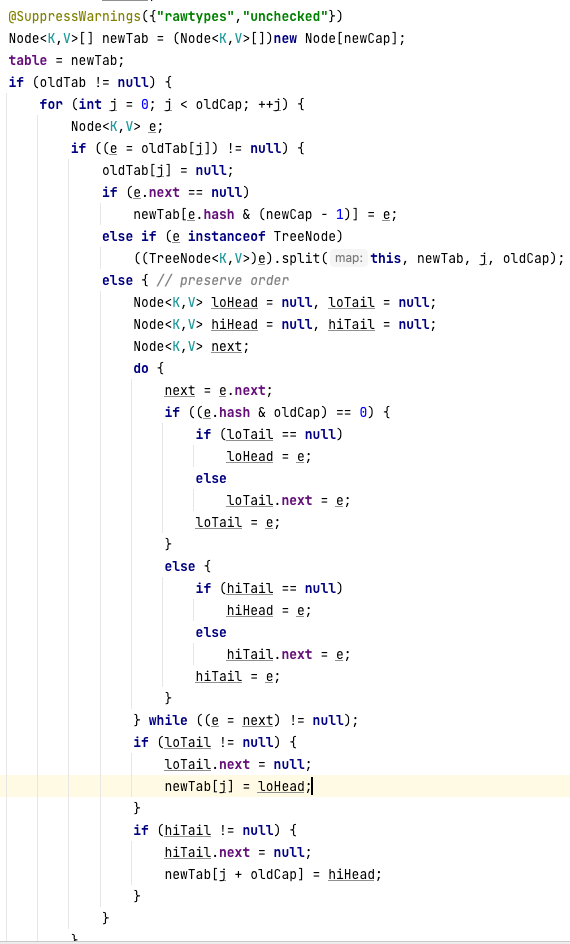 @SuppressWarnings({"rawtypes","unchecked"})
Node<K,V>[] newTab = (Node<K,V>[])new Node[newCap];
table = newTab;
if (oldTab != null) {
    for (int j = 0; j < oldCap; ++j) {
        Node<K,V> e;
        if ((e = oldTab[j]) != null) {
            oldTab[j] = null;
            if (e.next == null)
                newTab[e.hash & (newCap - 1)] = e;
            else if (e instanceof TreeNode)
                ((TreeNode<K,V>)e).split( map: this, newTab, j, oldCap);
            else { // preserve order
                Node<K,V> loHead = null, loTail = null;
                Node<K,V> hiHead = null, hiTail = null;
                Node<K,V> next;
                do {
                    next = e.next;
                    if ((e.hash & oldCap) == 0) {
                        if (loTail == null)
                            loHead = e;
                        else
                            loTail.next = e;
                        loTail = e;
                    }
                    else {
                        if (hiTail == null)
                            hiHead = e;
                        else
                            hiTail.next = e;
                        hiTail = e;
                    }
                } while ((e = next) != null);
                if (loTail != null) {
                    loTail.next = null;
                    newTab[j] = loHead;
                }
                if (hiTail != null) {
                    hiTail.next = null;
                    newTab[j + oldCap] = hiHead;
                }
            }
        }